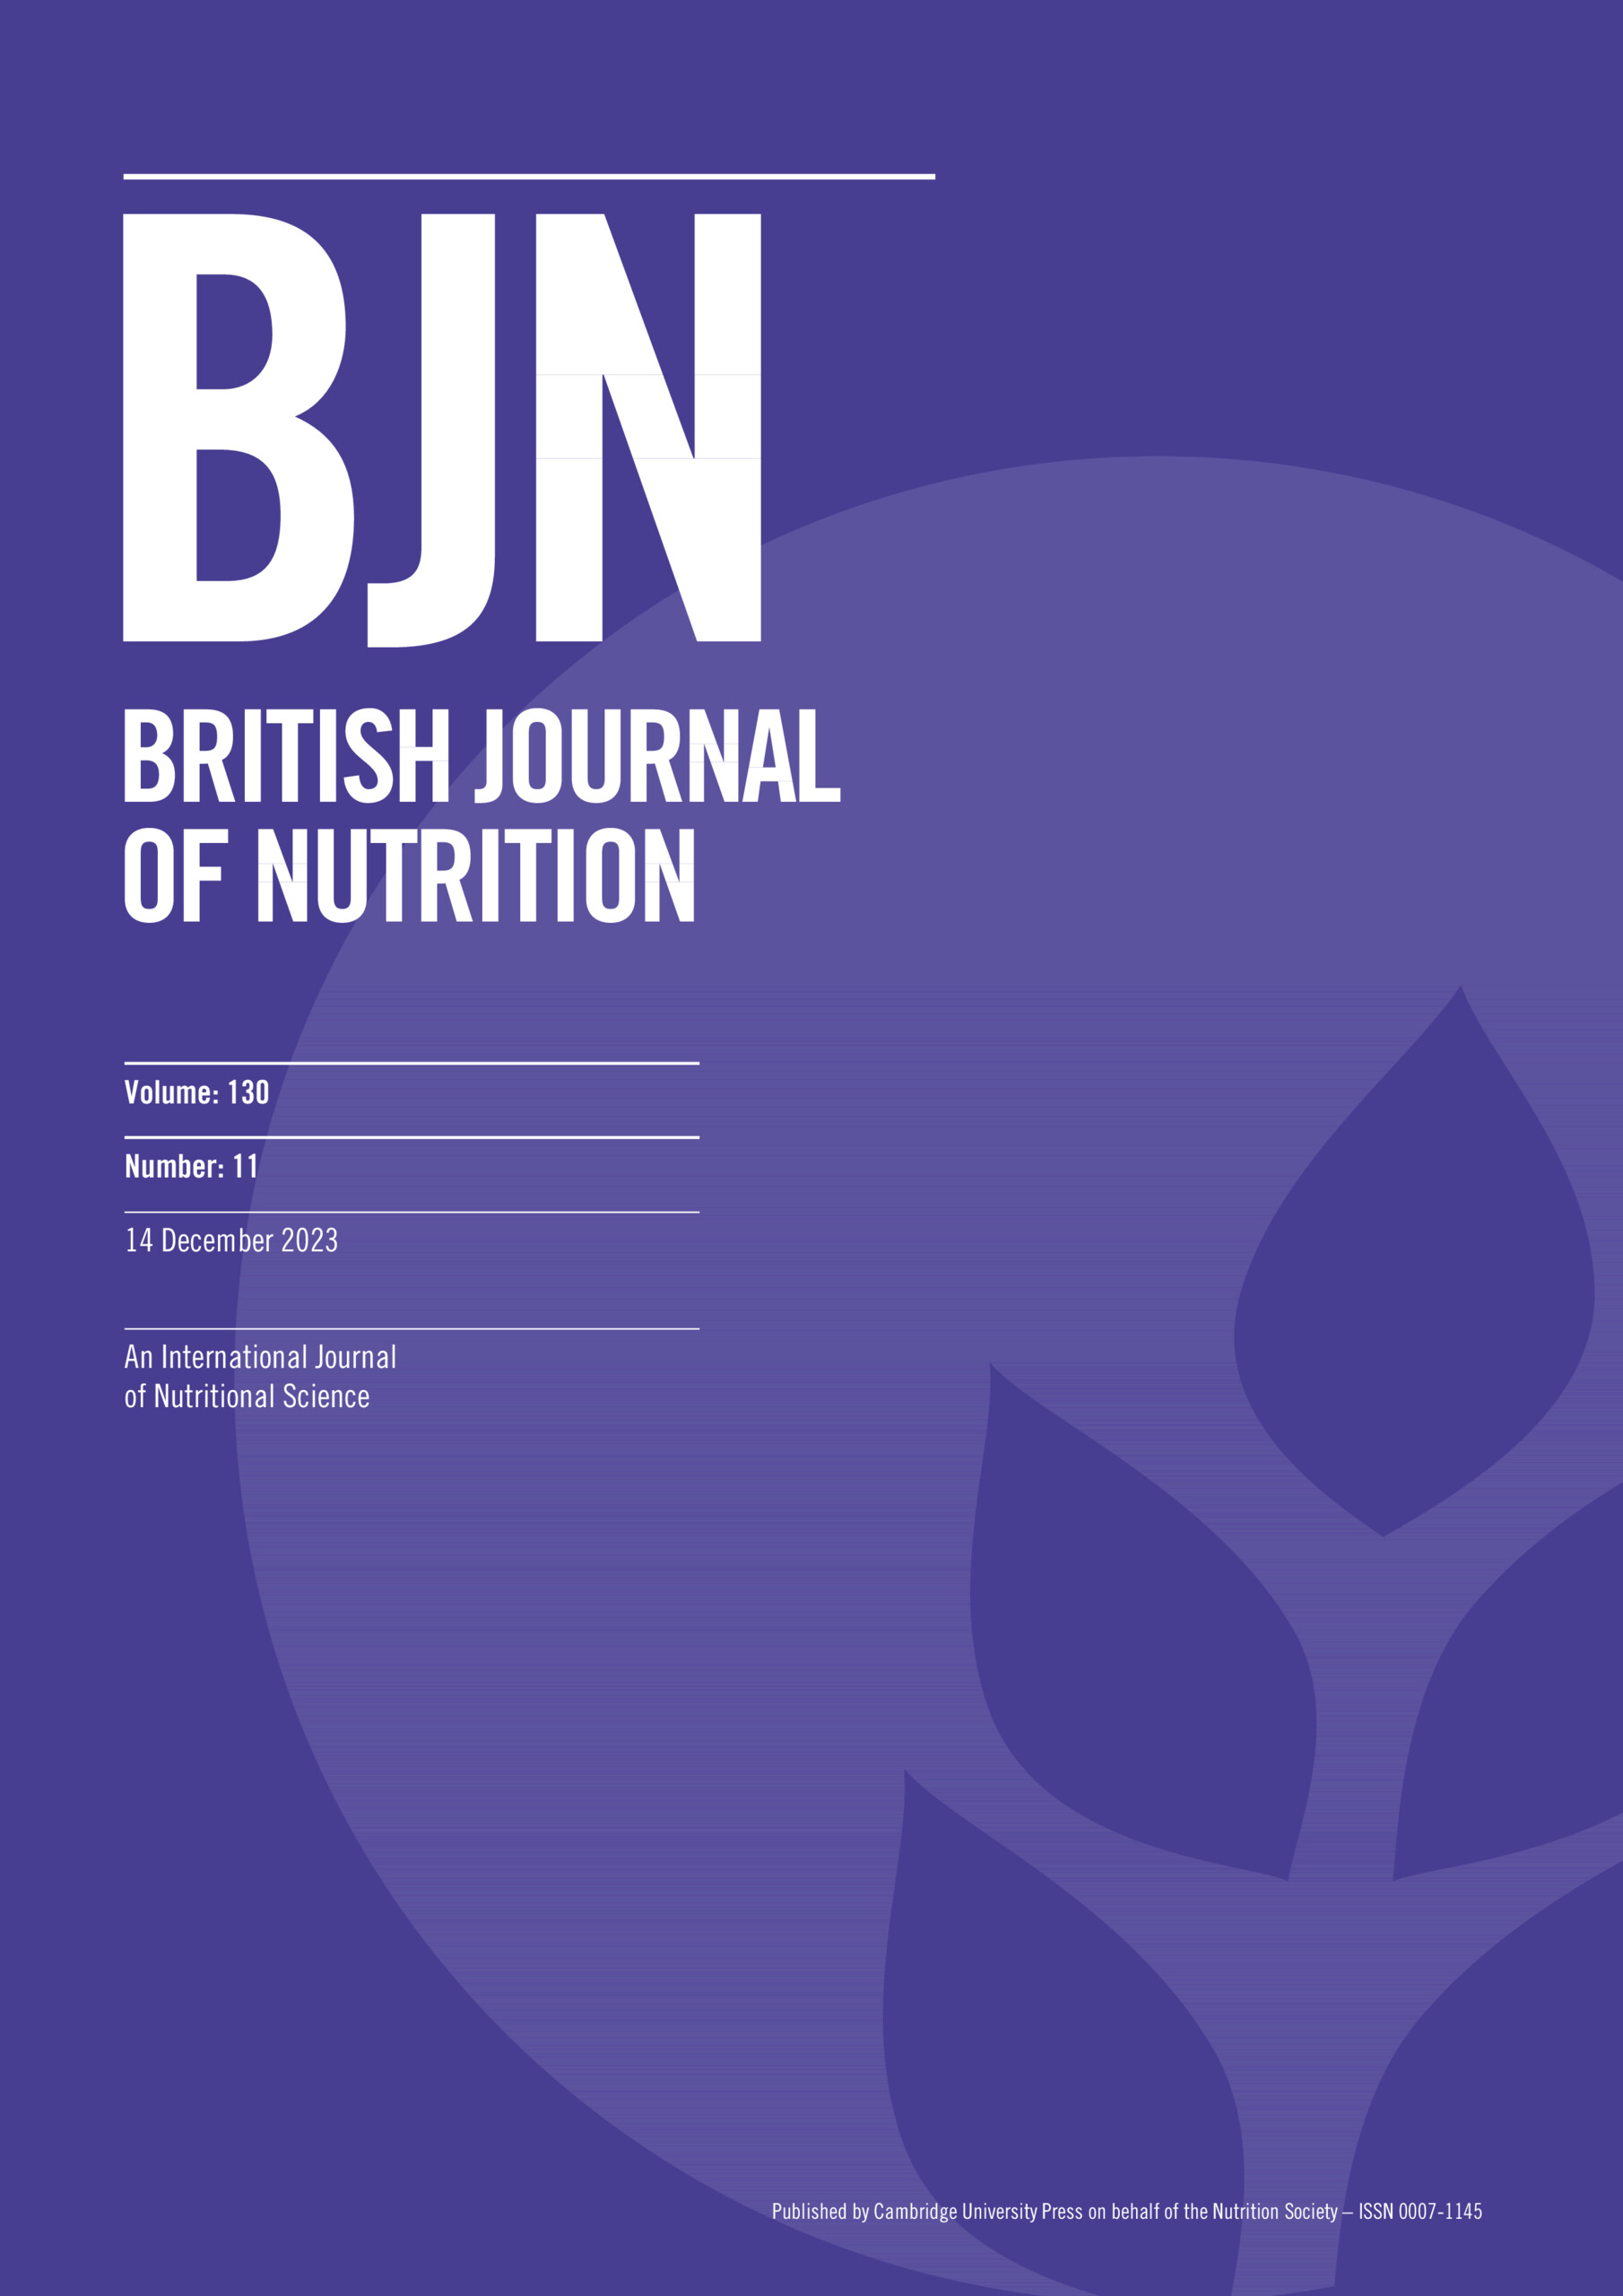 BJN
BRITISH JOURNAL
OF NUTRITION
Volume: 130
Number: 11
14 December 2023
An International Journal
of Nutritional Science
Published by Cambridge University Press on behalf of the Nutrition Society – ISSN 0007-1145